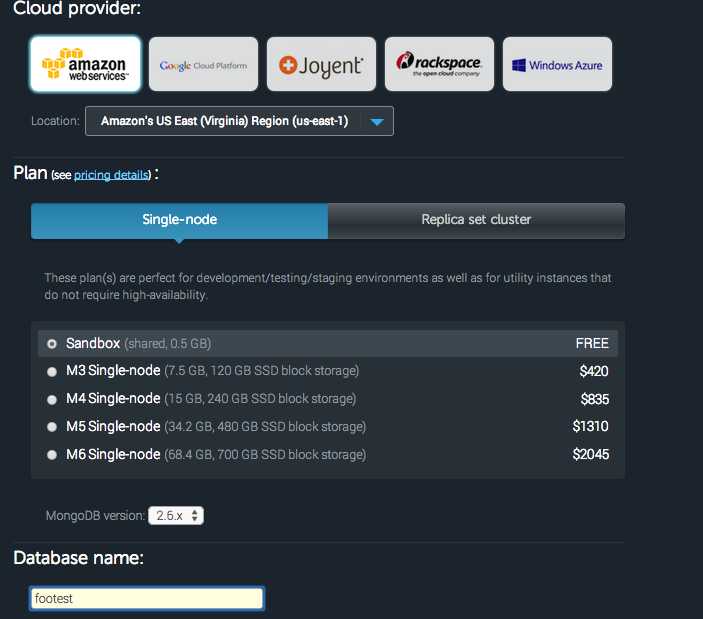 Cloud provider:
amazon
webservices™
Google Cloud Platform
Joyent
rackspace
the open cloud company
Windows Azure
Location: Amazon's US East (Virginia) Region (us-east-1)
Plan (see pricing details) :
Single-node Replica set cluster
These plan(s) are perfect for development/testing/staging environments as well as for utility instances that
do not require high-availability.
Sandbox (shared, 0.5 GB) FREE
M3 Single-node (7.5 GB, 120 GB SSD block storage) $420
M4 Single-node (15 GB, 240 GB SSD block storage) $835
M5 Single-node (34.2 GB, 480 GB SSD block storage) $1310
M6 Single-node (68.4 GB, 700 GB SSD block storage) $2045
MongoDB version: 2.6.x
Database name:
footest